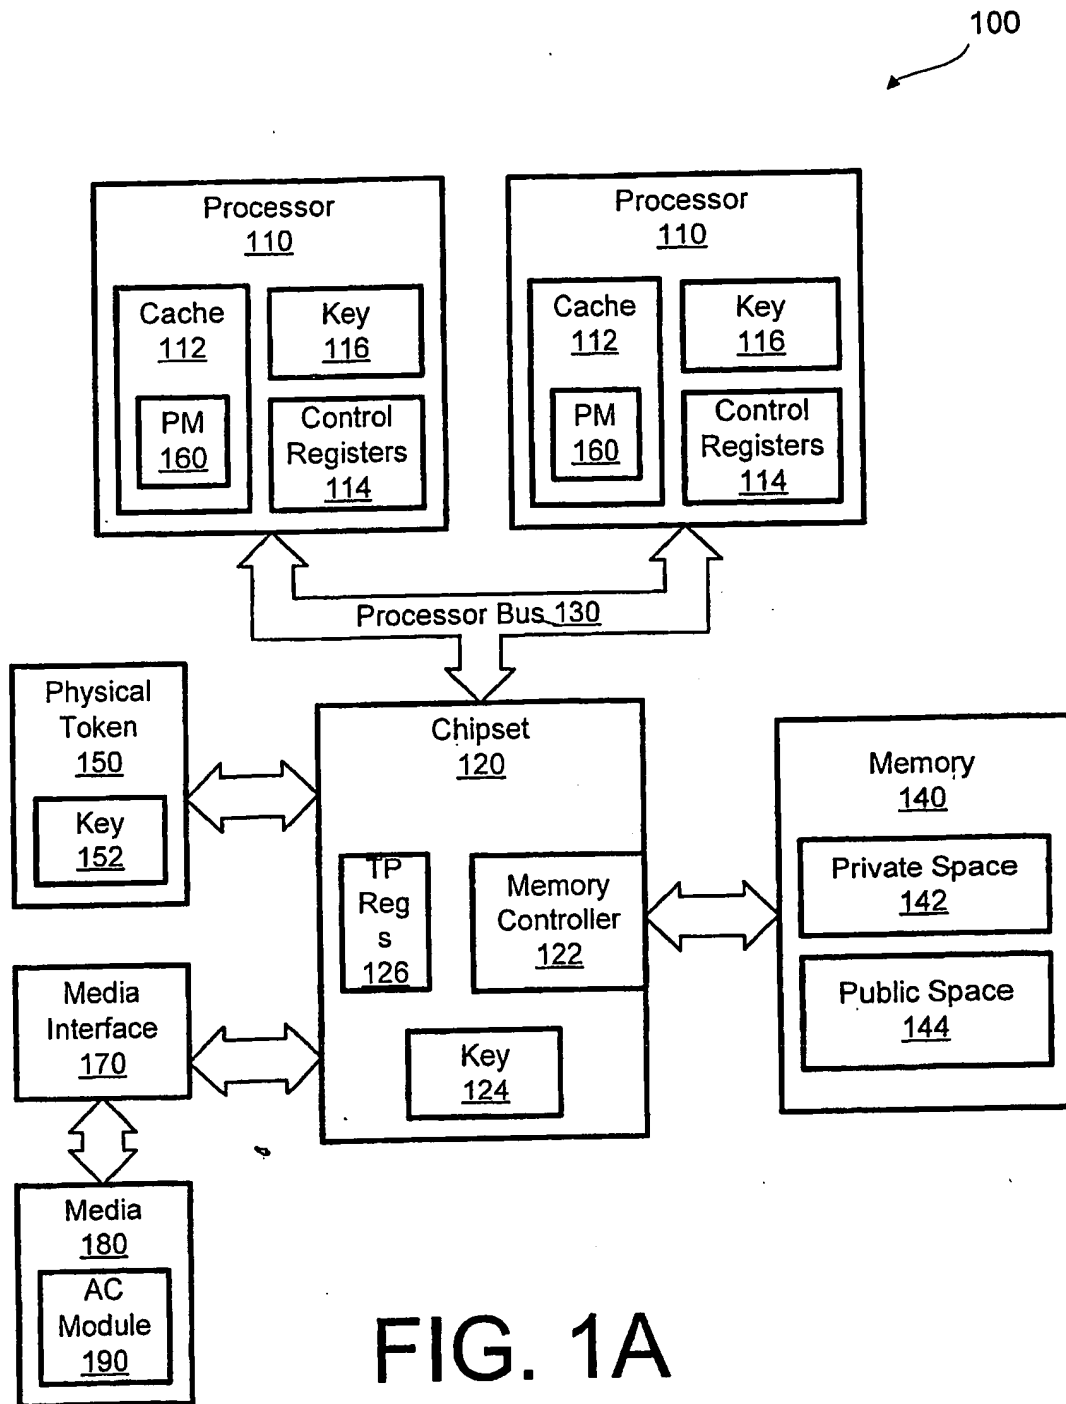 100
Processor
110
Cache
112
PM
160
Key
116
Control
Registers
114
Processor
110
Cache
112
PM
160
Key
116
Control
Registers
114
Processor Bus 130
Physical
Token
150
Key
152
Chipset
120
TP
Reg
s
126
Memory
Controller
122
Key
124
Memory
140
Private Space
142
Public Space
144
Media
Interface
170
Media
180
AC
Module
190
FIG. 1A